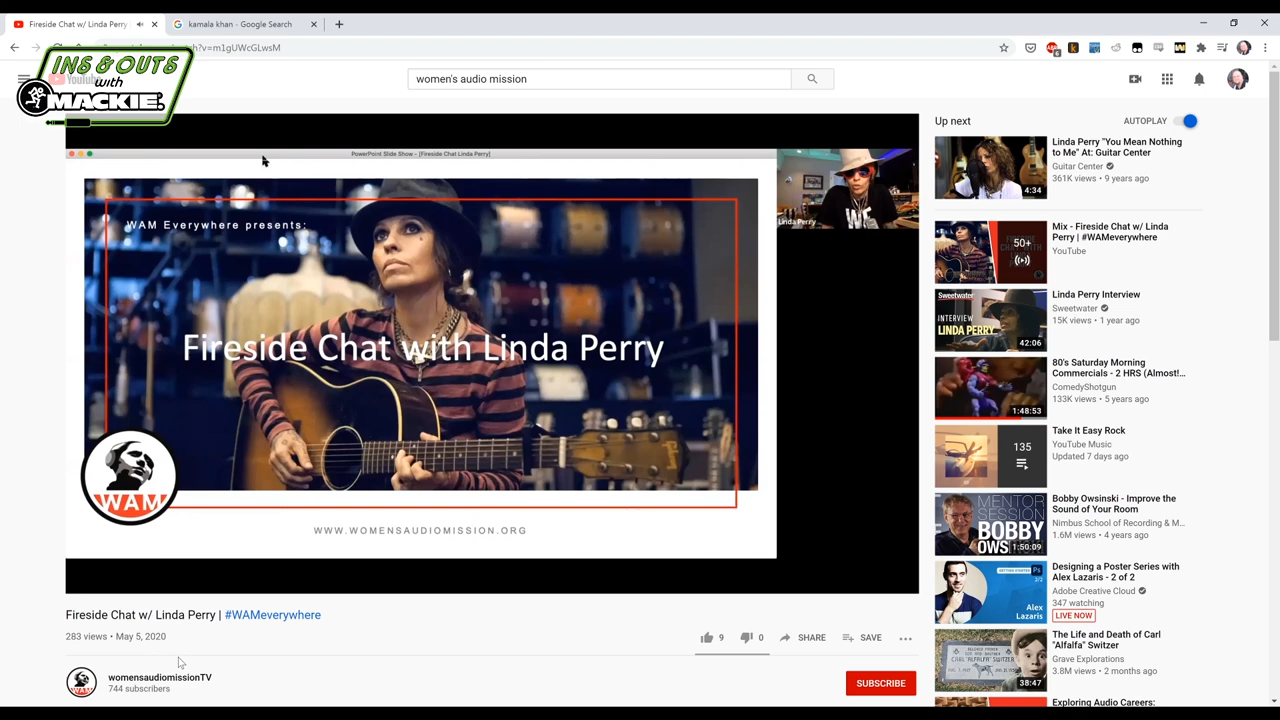 Fireside Chat w/ Linda Perry
kamala khan - Google Search
h?v=m1gUWcGLwsM
INS & OUTS
with
MACKIE.
women's audio mission
PowerPoint Slide Show - [Fireside Chat Linda Perry]
WAM Everywhere presents:
Fireside Chat with Linda Perry
WAM
WWW.WOMENSAUDIOMISSION.ORG
Linda Perry
Fireside Chat w/ Linda Perry | #WAMeverywhere
283 views • May 5, 2020
9
0
SHARE
SAVE
womensaudiomissionTV
744 subscribers
SUBSCRIBE
Up next
AUTOPLAY
4:34
Linda Perry "You Mean Nothing
to Me" At: Guitar Center
Guitar Center
361K views • 9 years ago
50+
Mix - Fireside Chat w/ Linda
Perry | #WAMeverywhere
YouTube
Sweetwater
INTERVIEW
LINDA PERRY
42:06
Linda Perry Interview
Sweetwater
15K views • 1 year ago
1:48:53
80's Saturday Morning
Commercials - 2 HRS (Almost!...
ComedyShotgun
133K views • 5 years ago
135
Take It Easy Rock
YouTube Music
Updated 7 days ago
MENTOR
SESSION
BOBBY
OWS
1:50:09
Bobby Owsinski - Improve the
Sound of Your Room
Nimbus School of Recording & M...
1.6M views • 4 years ago
Ps
2/2
Alex
Lazaris
Designing a Poster Series with
Alex Lazaris - 2 of 2
Adobe Creative Cloud
347 watching
LIVE NOW
38:47
The Life and Death of Carl
"Alfalfa" Switzer
Grave Explorations
3.8M views • 2 months ago
Exploring Audio Careers: